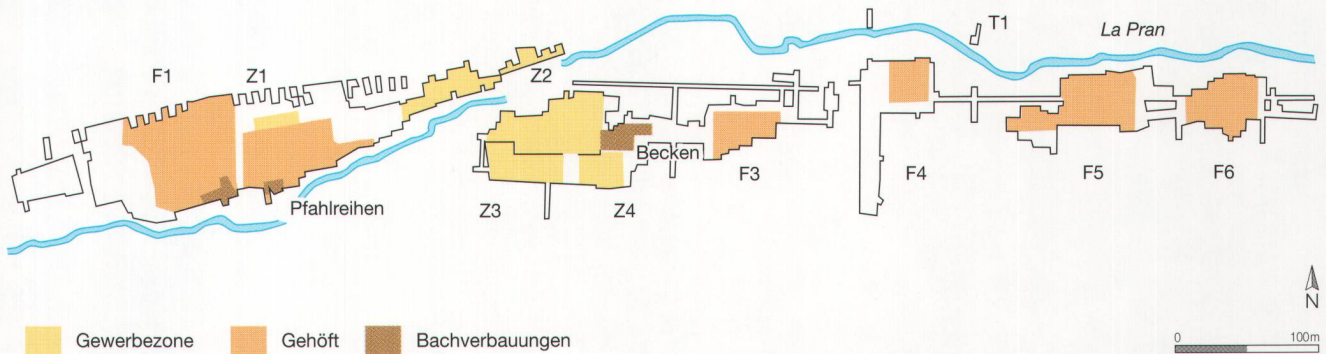 T1
La Pran
F1
Z1
Z2
Becken
F3
F4
F5
F6
Pfahlreihen
Z3
Z4
N
0 100m
Gewerbezone Gehöft Bachverbauungen